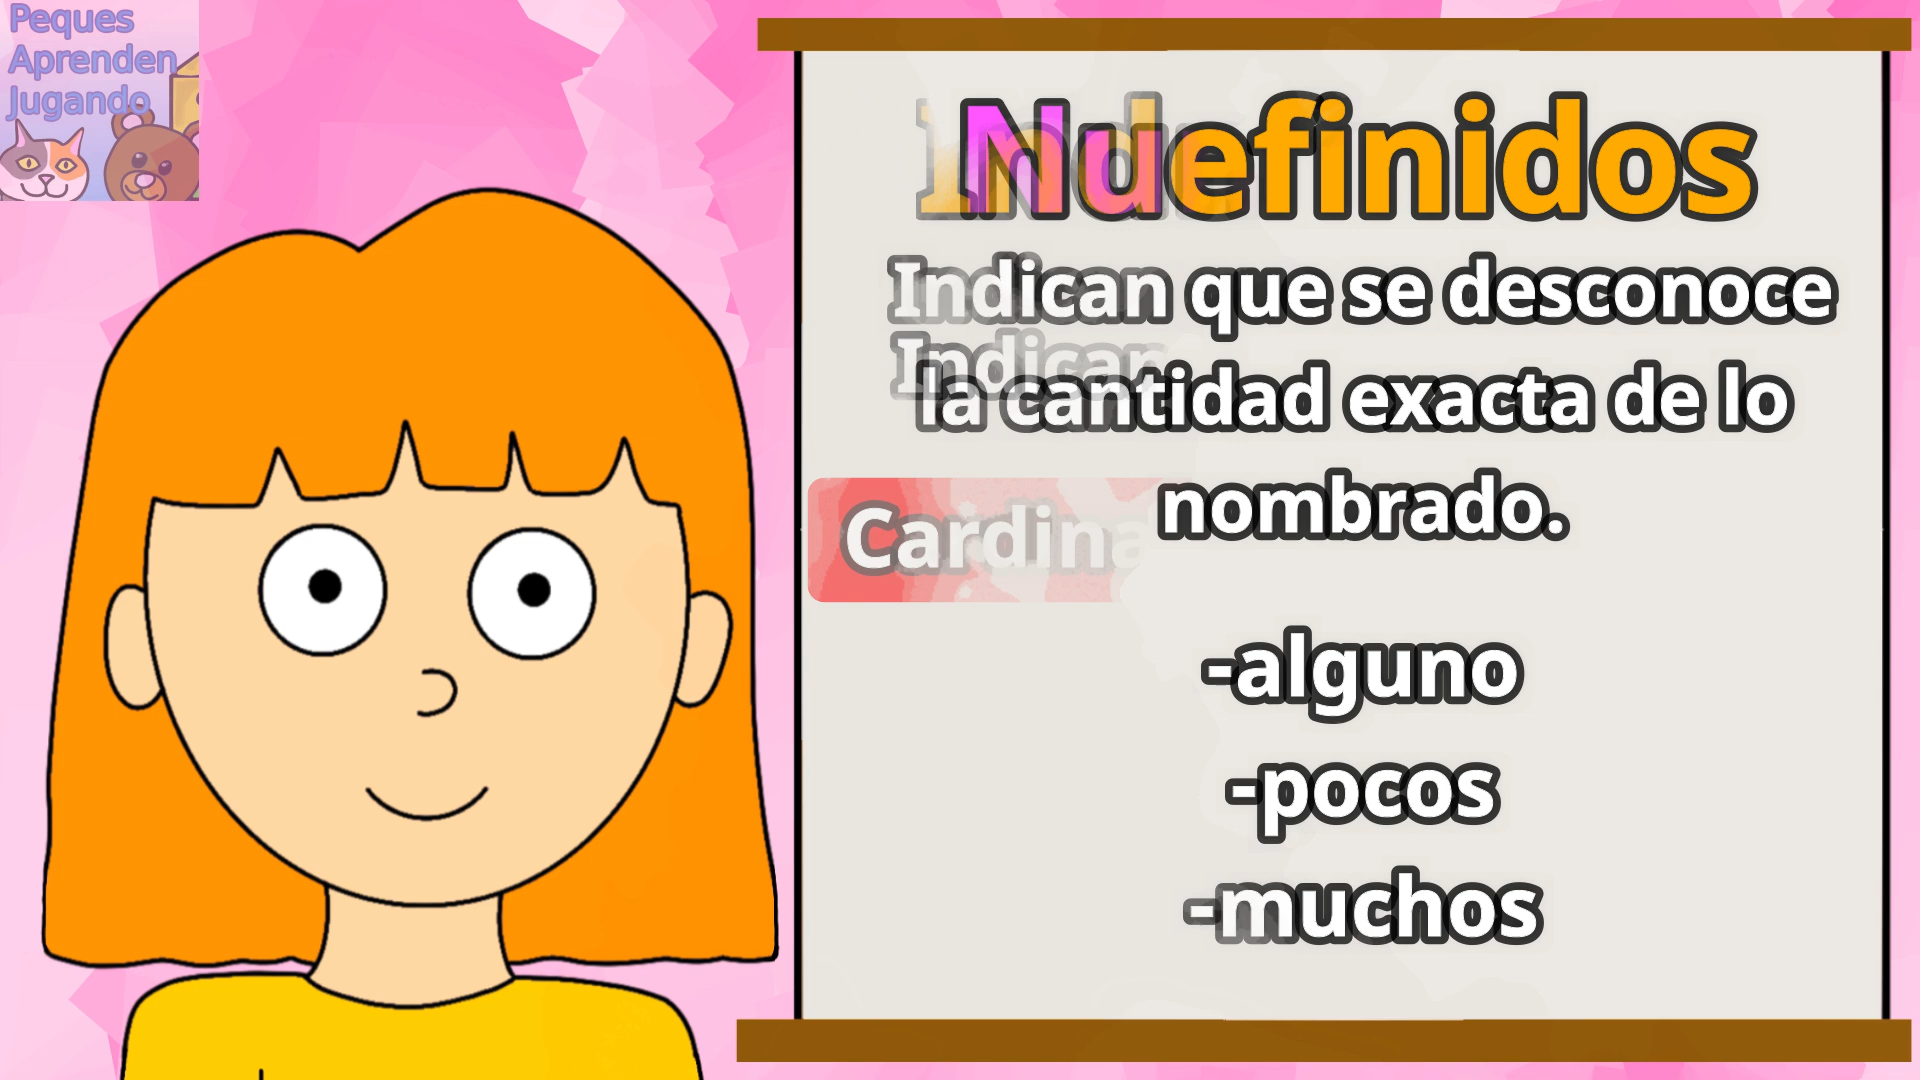 Peques
Aprenden
Jugando
Indefinidos
Indican que se desconoce
la cantidad exacta de lo
nombrado.
-alguno
-pocos
-muchos